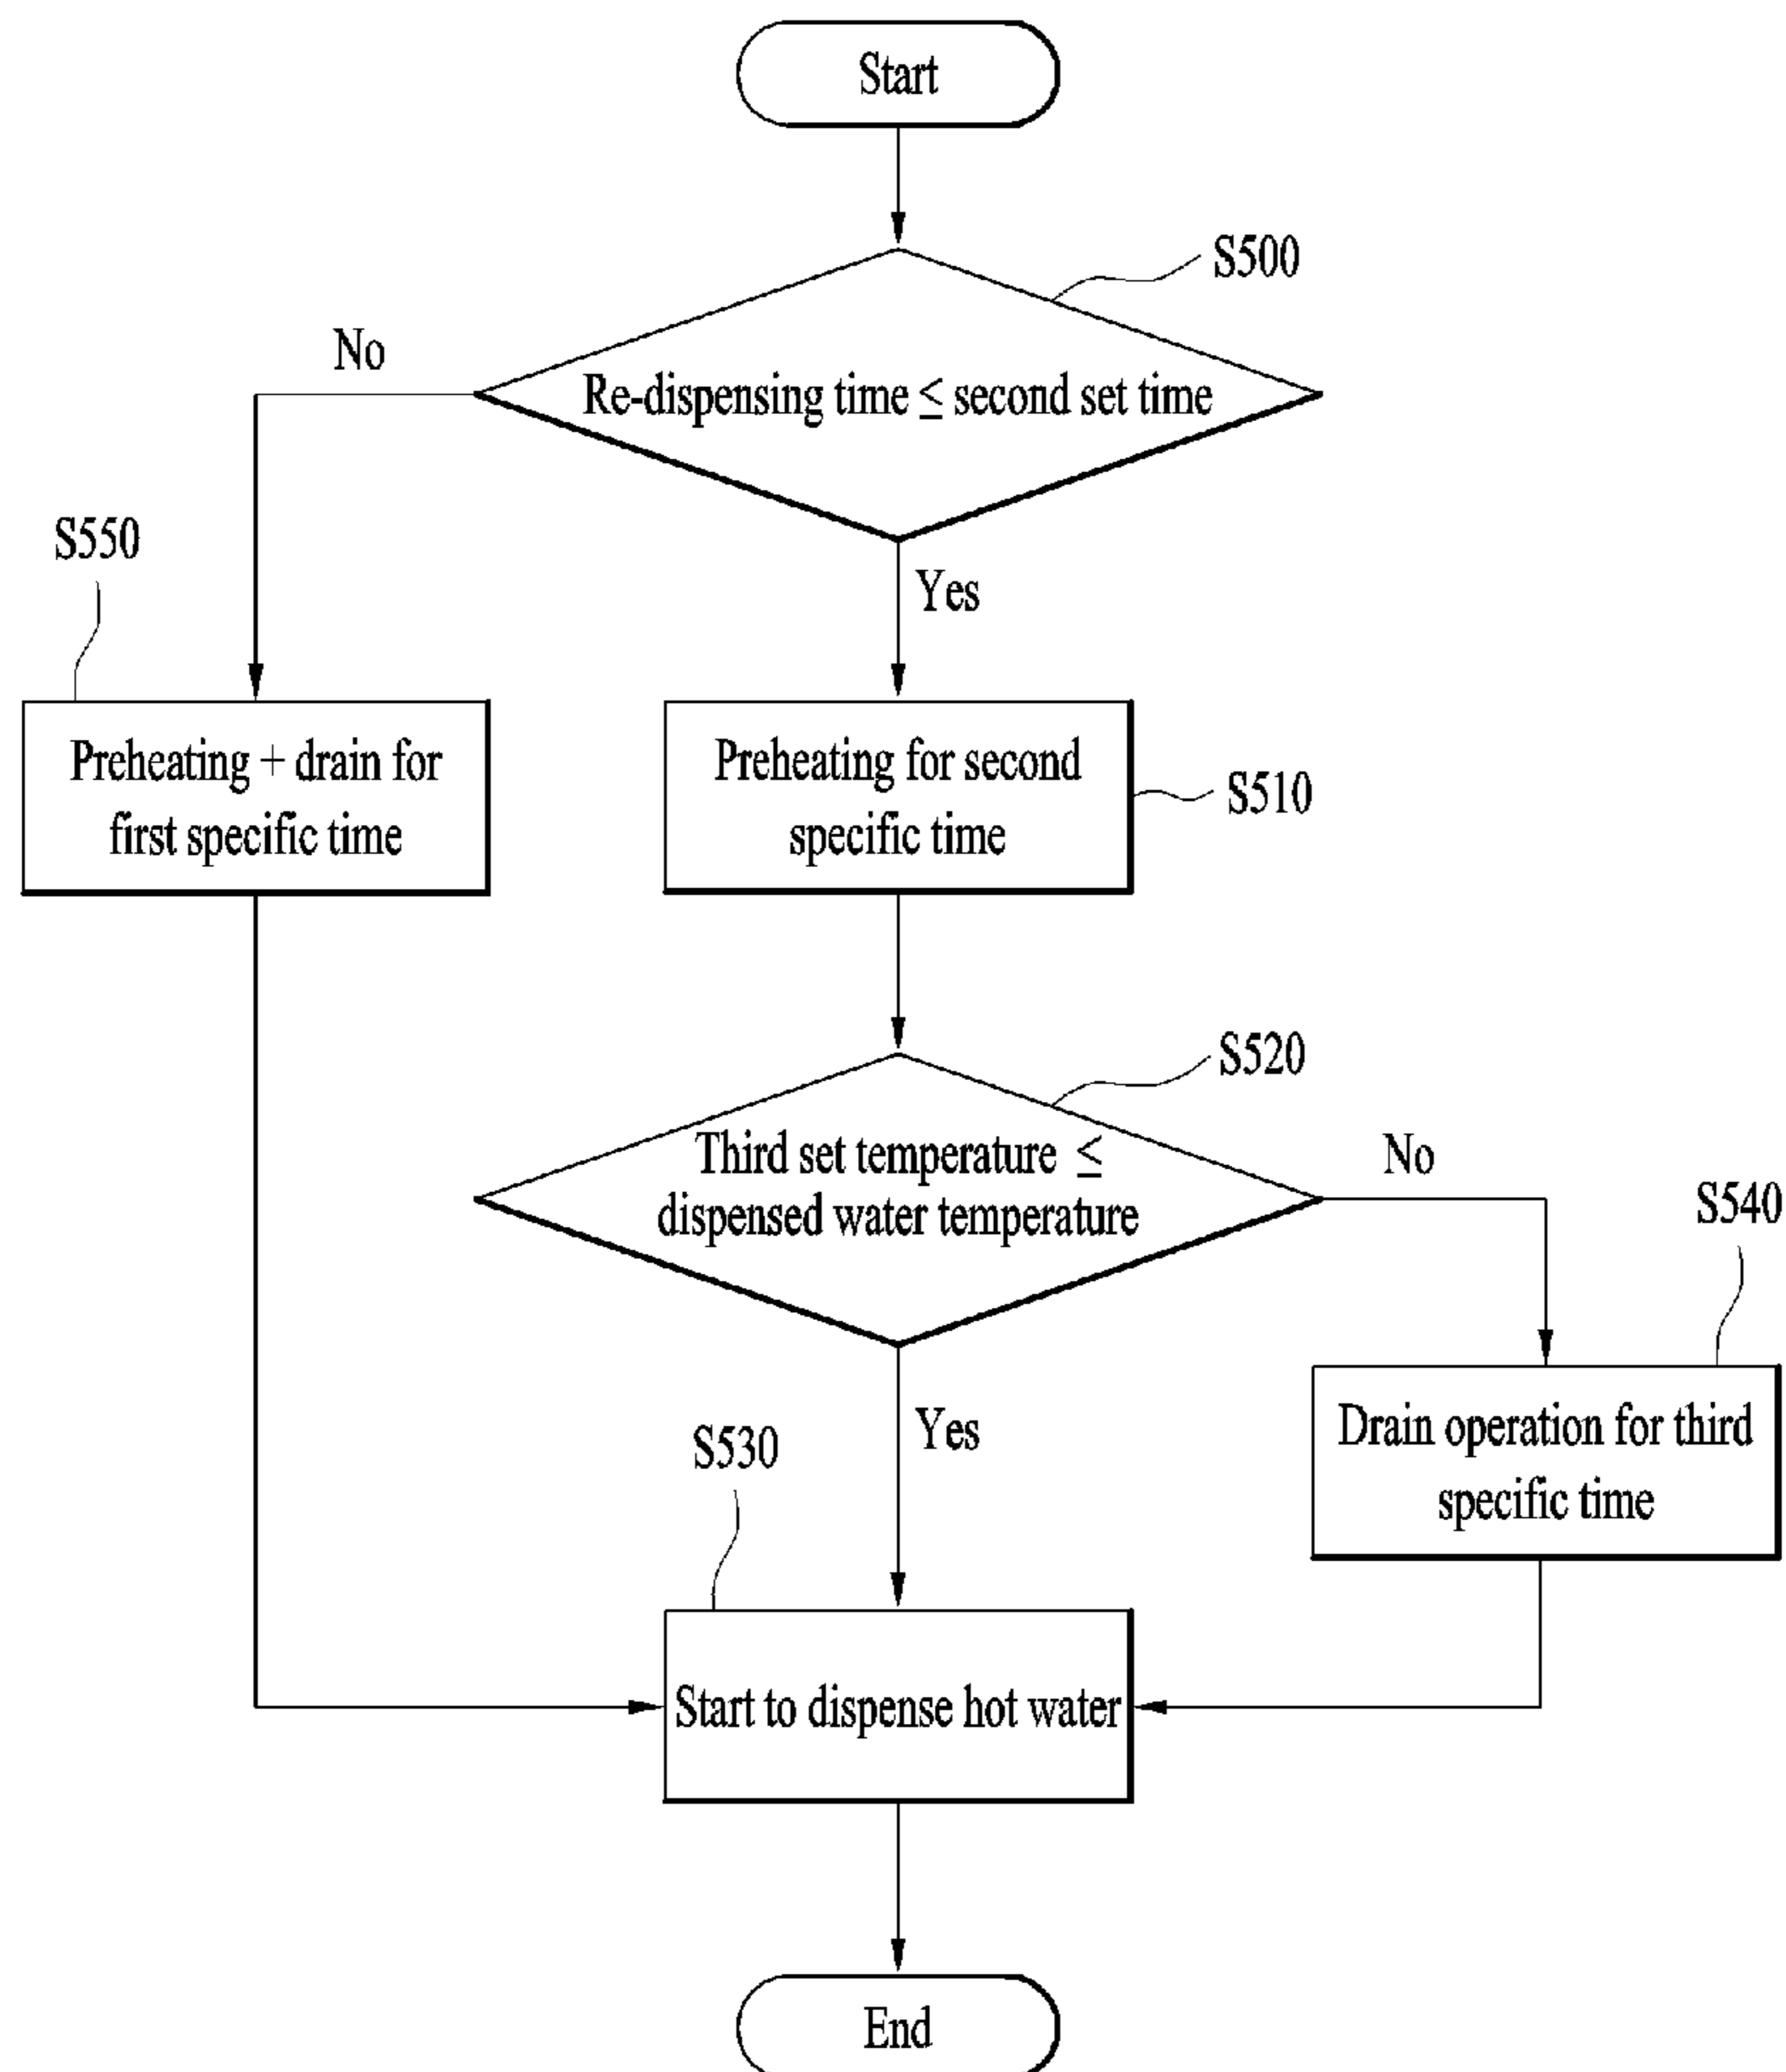 Start
S500
No
Re-dispensing time ≤ second set time
S550
Yes
Preheating + drain for
first specific time
Preheating for second
specific time
S510
S520
Third set temperature ≤
dispensed water temperature
No
S540
Yes
S530
Drain operation for third
specific time
Start to dispense hot water
End